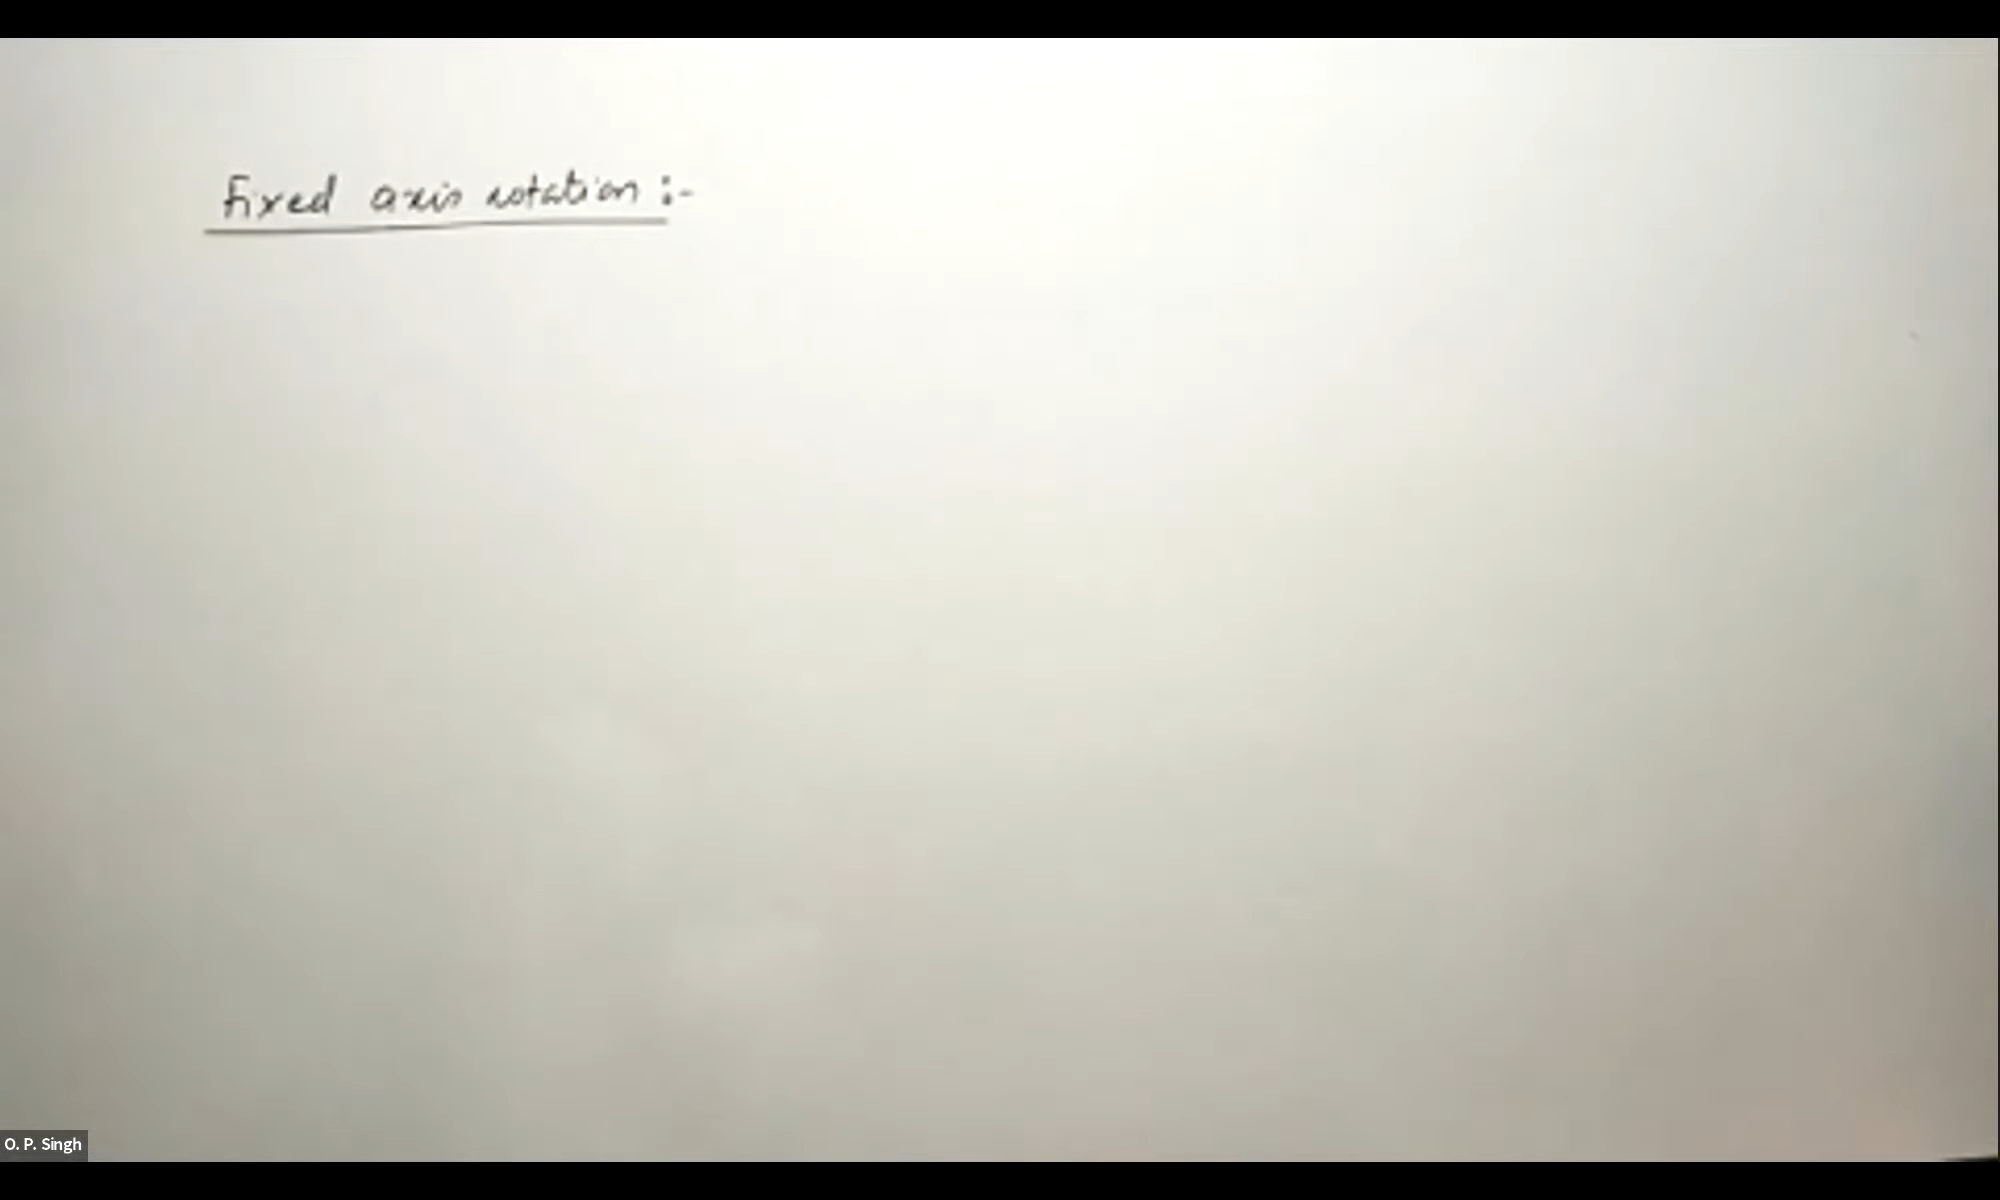 Fixed axis rotation :-
O. P. Singh